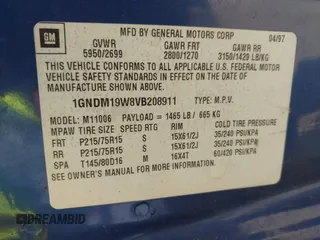 GM
MFD BY GENERAL MOTORS CORP 04/97
GVWR GAWR FRT GAWR RR
5950/2699 2800/1270 3150/1429 LB/KG
THIS VEHICLE CONFORMS TO ALL APPLICABLE U.S. FEDERAL
MOTOR VEHICLE SAFETY STANDARDS IN EFFECT ON THE DATE
OF MANUFACTURE SHOWN ABOVE.
1GNDM19W8VB208911 TYPE: M.P.V.
MODEL: M11006 PAYLOAD = 1465 LB / 665 KG
MPAW TIRE SIZE SPEED RTG RIM COLD TIRE PRESSURE
FRT P215/75R15 S 15X61/2J 35/240 PSI/KPA
RR P215/75R15 S 15X61/2J 35/240 PSI/KPA
SPA T145/80D16 M 16X4T 60/420 PSI/KPA
SEE OWNER'S MANUAL FOR MORE INFORMATION.
DREAMBID